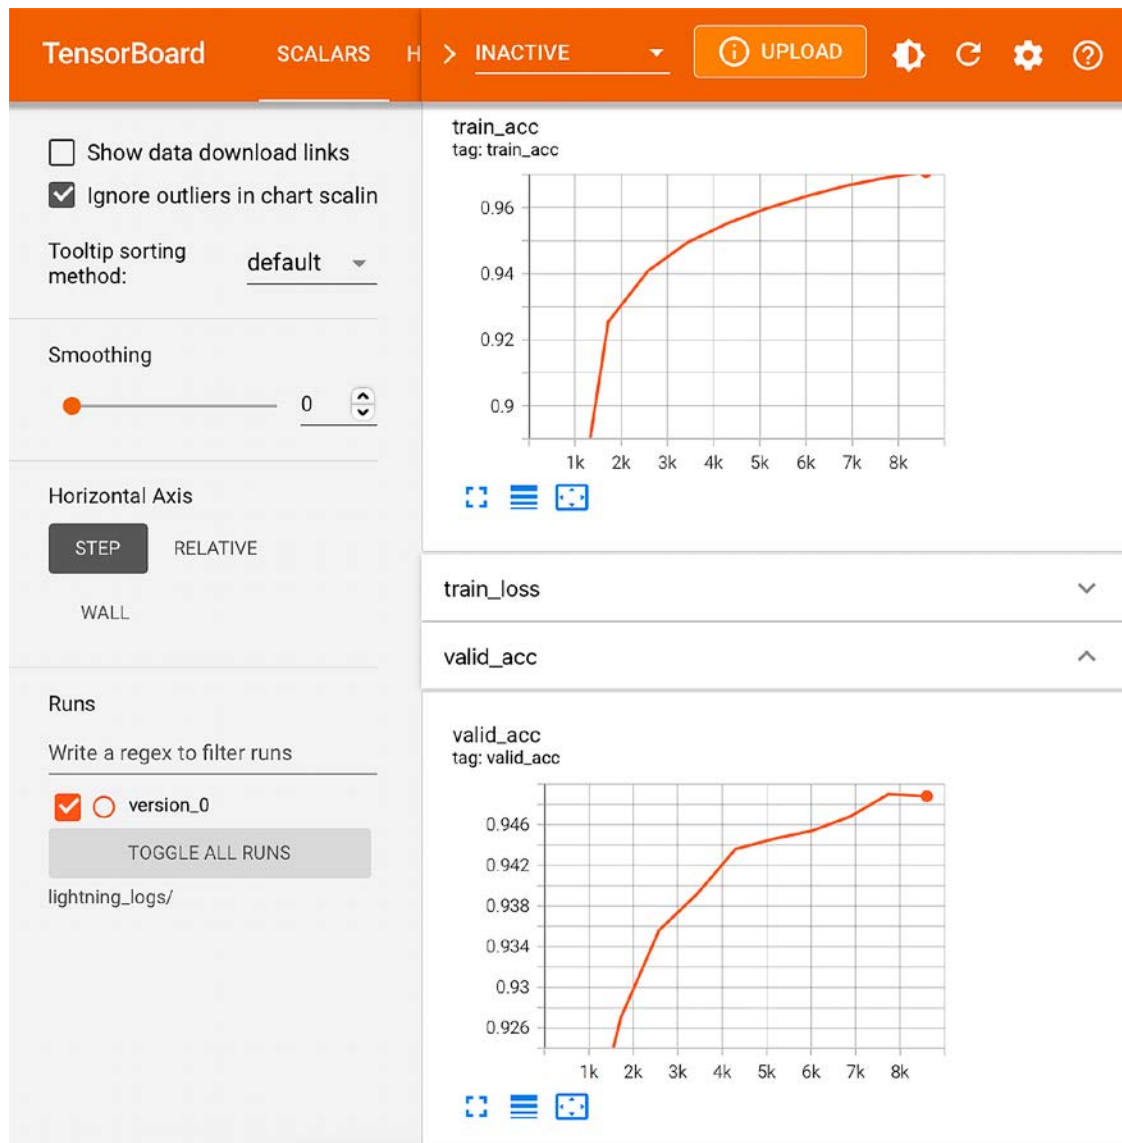 TensorBoard
SCALARS
H
INACTIVE
UPLOAD
Show data download links
Ignore outliers in chart scalin
Tooltip sorting
method:
default
Smoothing
0
Horizontal Axis
STEP
RELATIVE
WALL
Runs
Write a regex to filter runs
version_0
TOGGLE ALL RUNS
lightning_logs/
train_acc
tag: train_acc
0.96
0.94
0.92
0.9
1k 2k 3k 4k 5k 6k 7k 8k
train_loss
valid_acc
valid_acc
tag: valid_acc
0.946
0.942
0.938
0.934
0.93
0.926
1k 2k 3k 4k 5k 6k 7k 8k